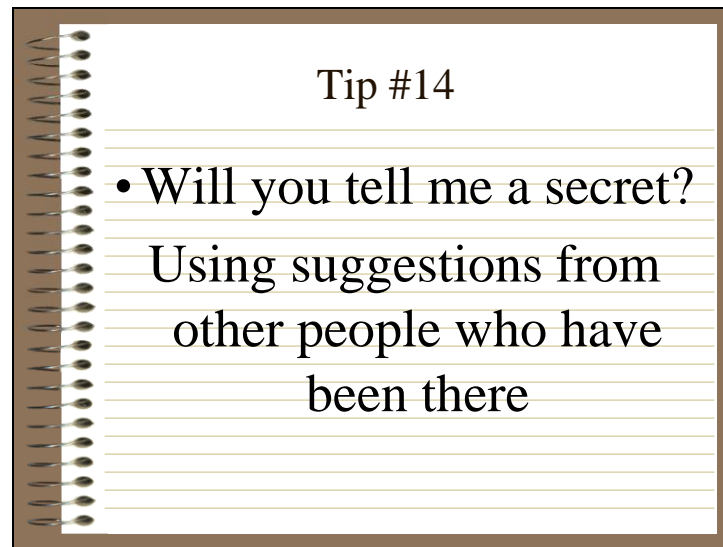 Tip #14
• Will you tell me a secret?
Using suggestions from
other people who have
been there